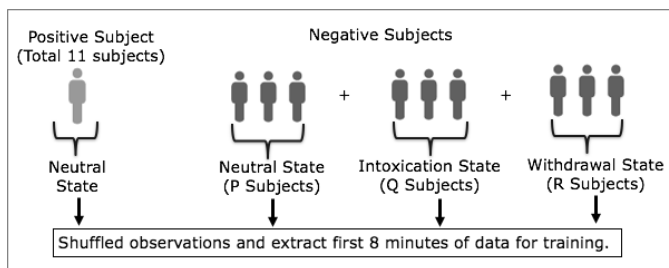 Positive Subject
(Total 11 subjects)
Negative Subjects
+
+
Neutral
State
Neutral State
(P Subjects)
Intoxication State
(Q Subjects)
Withdrawal State
(R Subjects)
Shuffled observations and extract first 8 minutes of data for training.